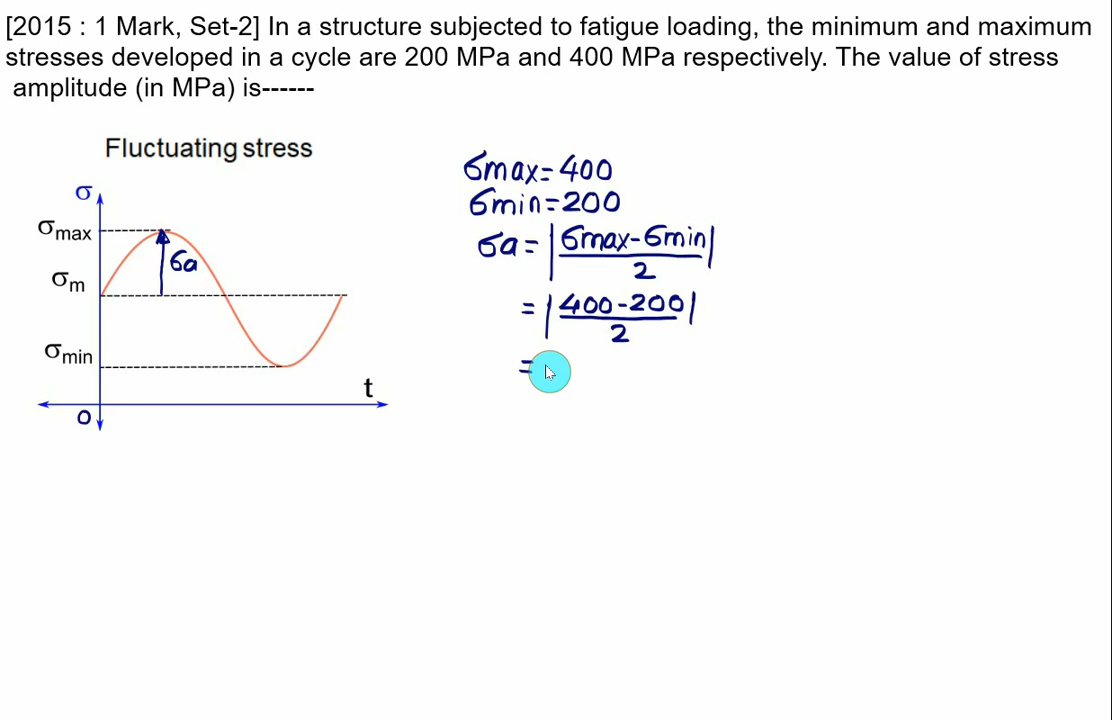 [2015 : 1 Mark, Set-2] In a structure subjected to fatigue loading, the minimum and maximum
stresses developed in a cycle are 200 MPa and 400 MPa respectively. The value of stress
amplitude (in MPa) is------
Fluctuating stress
σ
σmax
σa
σm
σmin
t
0
σmax=400
σmin=200
σa = |σmax-σmin|
2
= |400-200|
2
=